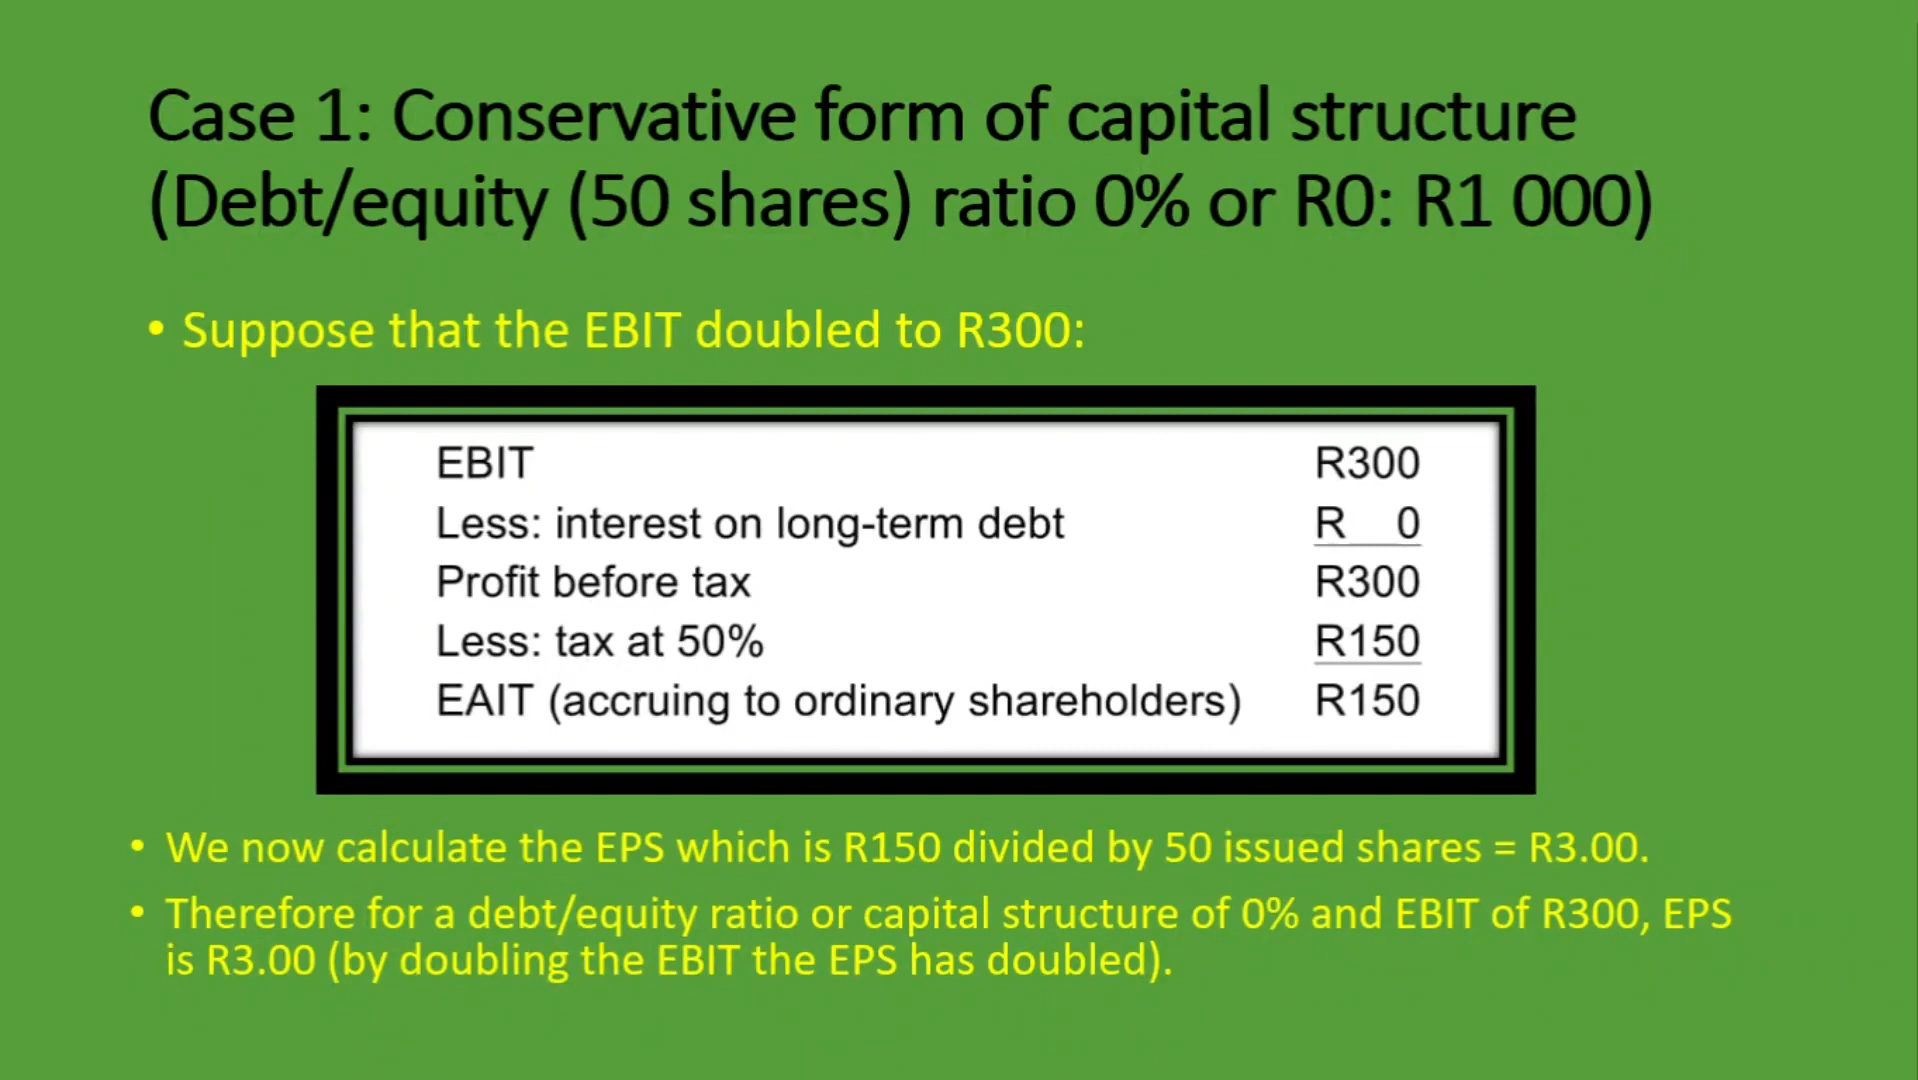 Case 1: Conservative form of capital structure
(Debt/equity (50 shares) ratio 0% or R0: R1 000)
• Suppose that the EBIT doubled to R300:
EBIT R300
Less: interest on long-term debt R 0
Profit before tax R300
Less: tax at 50% R150
EAIT (accruing to ordinary shareholders) R150
• We now calculate the EPS which is R150 divided by 50 issued shares = R3.00.
• Therefore for a debt/equity ratio or capital structure of 0% and EBIT of R300, EPS
is R3.00 (by doubling the EBIT the EPS has doubled).